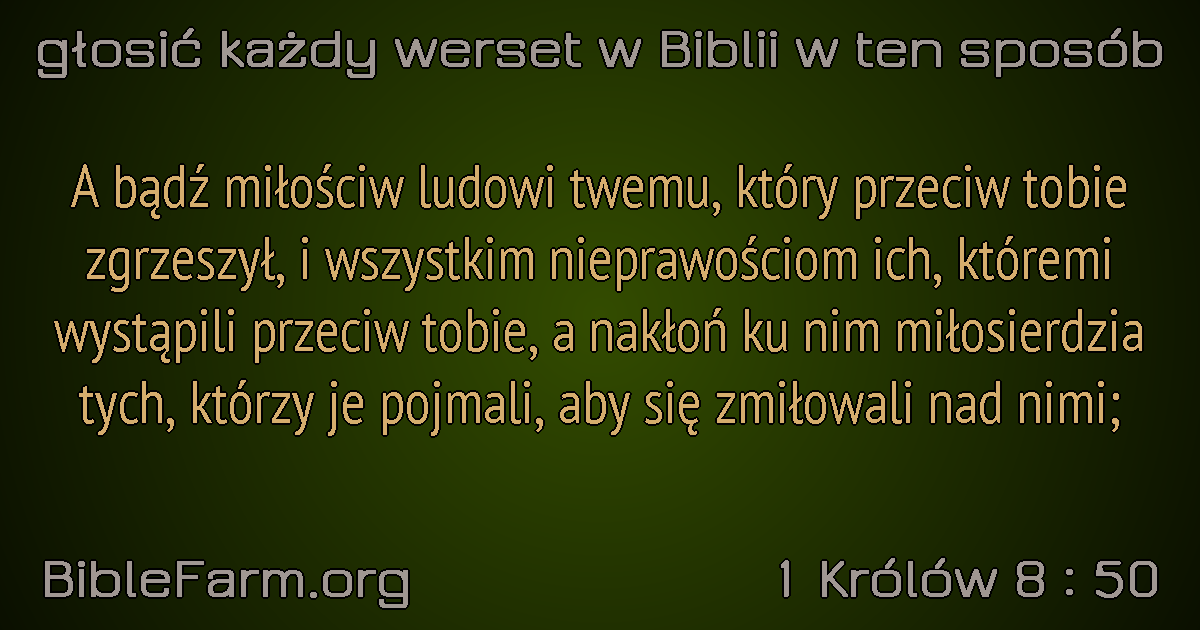 głosić każdy werset w Biblii w ten sposób
A bądź miłościw ludowi twemu, który przeciw tobie
zgrzeszył, i wszystkim nieprawościom ich, któremi
wystąpili przeciw tobie, a nakłoń ku nim miłosierdzia
tych, którzy je pojmali, aby się zmiłowali nad nimi;
BibleFarm.org
1 Królów 8 : 50